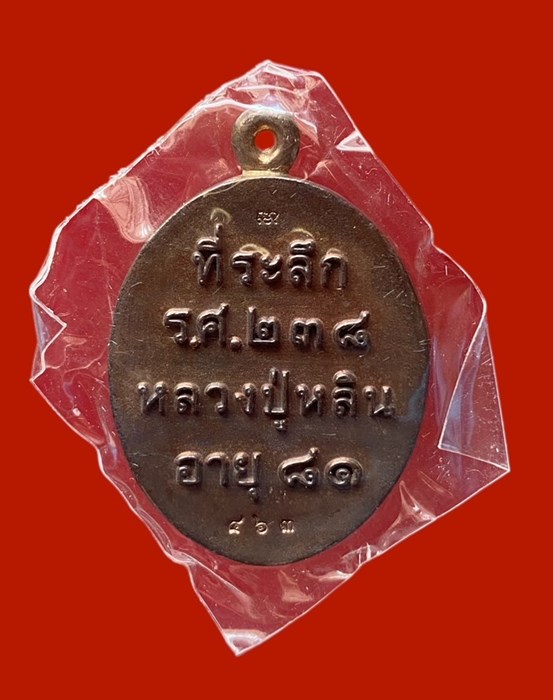 ที่ระลึก
ร.ศ.๒๓๘
หลวงปู่หลิน
อายุ ๘๑
๔๖๓